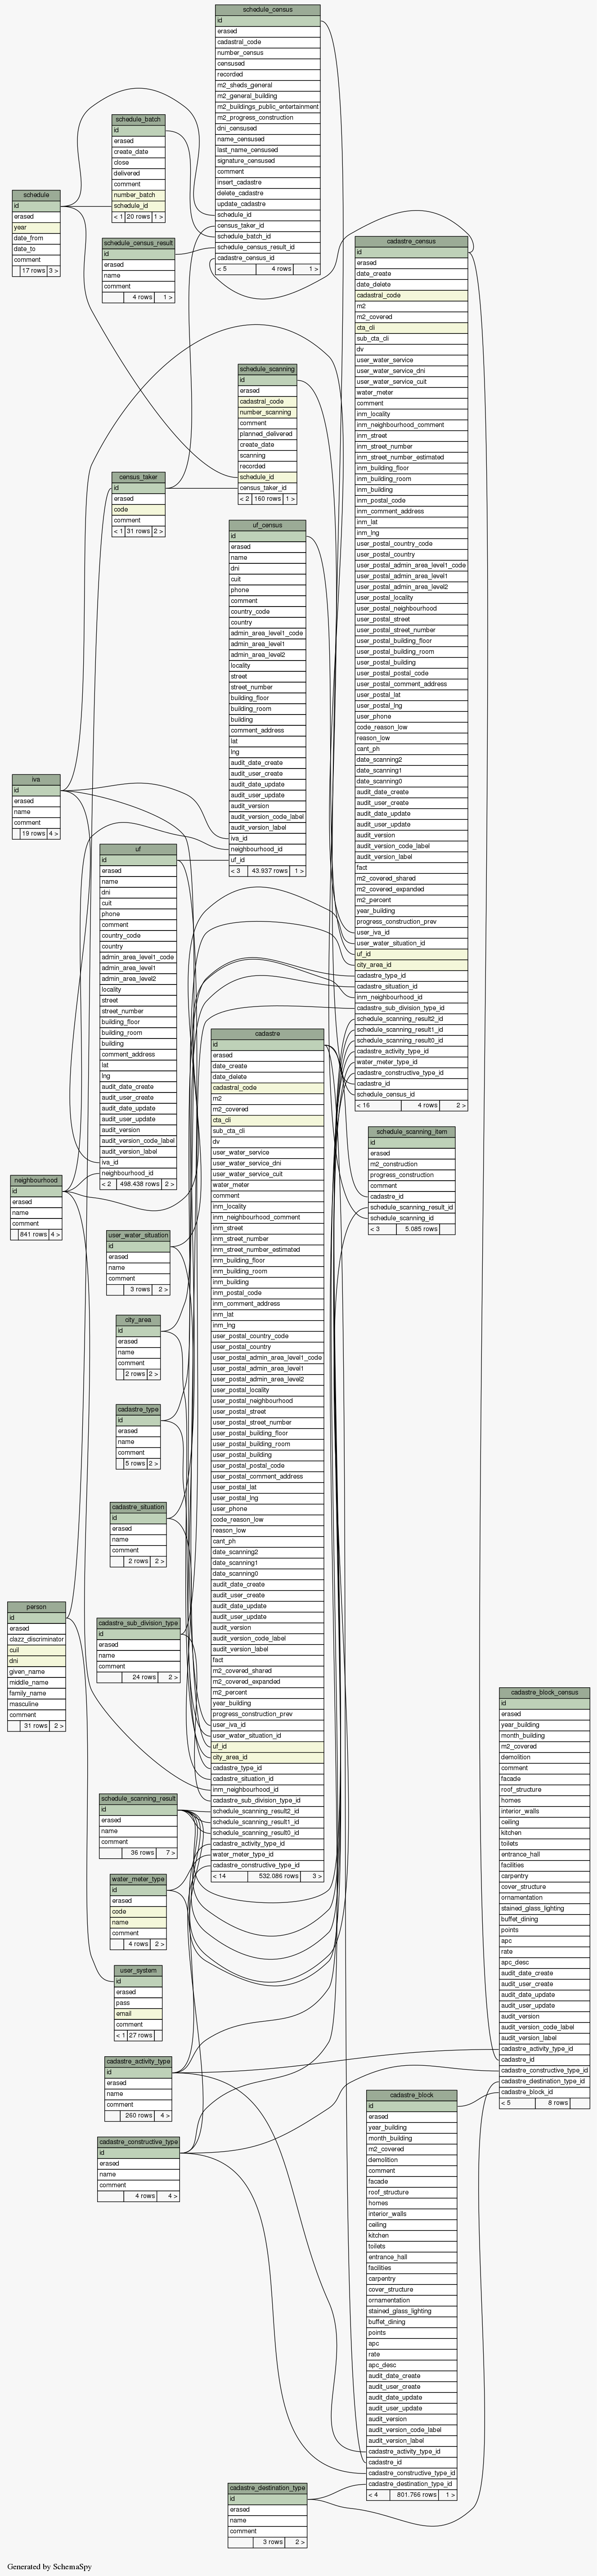 schedule_census
id
erased
cadastral_code
number_census
censused
recorded
m2_sheds_general
m2_general_building
m2_buildings_public_entertainment
m2_progress_construction
dni_censused
name_censused
last_name_censused
signature_censused
comment
insert_cadastre
delete_cadastre
update_cadastre
schedule_id
census_taker_id
schedule_batch_id
schedule_census_result_id
cadastre_census_id
< 5 4 rows 1 >
schedule_batch
id
erased
create_date
close
delivered
comment
number_batch
schedule_id
< 1 20 rows 1 >
schedule
id
erased
year
date_from
date_to
comment
17 rows 3 >
schedule_census_result
id
erased
name
comment
4 rows 1 >
cadastre_census
id
erased
date_create
date_delete
cadastral_code
m2
m2_covered
cta_cli
sub_cta_cli
dv
user_water_service
user_water_service_dni
user_water_service_cuit
water_meter
comment
inm_locality
inm_neighbourhood_comment
inm_street
inm_street_number
inm_street_number_estimated
inm_building_floor
inm_building_room
inm_building
inm_postal_code
inm_comment_address
inm_lat
inm_lng
user_postal_country_code
user_postal_country
user_postal_admin_area_level1_code
user_postal_admin_area_level1
user_postal_admin_area_level2
user_postal_locality
user_postal_neighbourhood
user_postal_street
user_postal_street_number
user_postal_building_floor
user_postal_building_room
user_postal_building
user_postal_postal_code
user_postal_comment_address
user_postal_lat
user_postal_lng
user_phone
code_reason_low
reason_low
cant_ph
date_scanning2
date_scanning1
date_scanning0
audit_date_create
audit_user_create
audit_date_update
audit_user_update
audit_version
audit_version_code_label
audit_version_label
fact
m2_covered_shared
m2_covered_expanded
m2_percent
year_building
progress_construction_prev
user_iva_id
user_water_situation_id
uf_id
city_area_id
cadastre_type_id
cadastre_situation_id
inm_neighbourhood_id
cadastre_sub_division_type_id
schedule_scanning_result2_id
schedule_scanning_result1_id
schedule_scanning_result0_id
cadastre_activity_type_id
water_meter_type_id
cadastre_constructive_type_id
cadastre_id
schedule_census_id
< 16 4 rows 2 >
schedule_scanning
id
erased
cadastral_code
number_scanning
comment
planned_delivered
create_date
scanning
recorded
schedule_id
census_taker_id
< 2 160 rows 1 >
census_taker
id
erased
code
comment
< 1 31 rows 2 >
uf_census
id
erased
name
dni
cuit
phone
comment
country_code
country
admin_area_level1_code
admin_area_level1
admin_area_level2
locality
street
street_number
building_floor
building_room
building
comment_address
lat
lng
audit_date_create
audit_user_create
audit_date_update
audit_user_update
audit_version
audit_version_code_label
audit_version_label
iva_id
neighbourhood_id
uf_id
< 3 43.937 rows 1 >
iva
id
erased
name
comment
19 rows 4 >
uf
id
erased
name
dni
cuit
phone
comment
country_code
country
admin_area_level1_code
admin_area_level1
admin_area_level2
locality
street
street_number
building_floor
building_room
building
comment_address
lat
lng
audit_date_create
audit_user_create
audit_date_update
audit_user_update
audit_version
audit_version_code_label
audit_version_label
iva_id
neighbourhood_id
< 2 498.438 rows 2 >
cadastre
id
erased
date_create
date_delete
cadastral_code
m2
m2_covered
cta_cli
sub_cta_cli
dv
user_water_service
user_water_service_dni
user_water_service_cuit
water_meter
comment
inm_locality
inm_neighbourhood_comment
inm_street
inm_street_number
inm_street_number_estimated
inm_building_floor
inm_building_room
inm_building
inm_postal_code
inm_comment_address
inm_lat
inm_lng
user_postal_country_code
user_postal_country
user_postal_admin_area_level1_code
user_postal_admin_area_level1
user_postal_admin_area_level2
user_postal_locality
user_postal_neighbourhood
user_postal_street
user_postal_street_number
user_postal_building_floor
user_postal_building_room
user_postal_building
user_postal_postal_code
user_postal_comment_address
user_postal_lat
user_postal_lng
user_phone
code_reason_low
reason_low
cant_ph
date_scanning2
date_scanning1
date_scanning0
audit_date_create
audit_user_create
audit_date_update
audit_user_update
audit_version
audit_version_code_label
audit_version_label
fact
m2_covered_shared
m2_covered_expanded
m2_percent
year_building
progress_construction_prev
user_iva_id
user_water_situation_id
uf_id
city_area_id
cadastre_type_id
cadastre_situation_id
inm_neighbourhood_id
cadastre_sub_division_type_id
schedule_scanning_result2_id
schedule_scanning_result1_id
schedule_scanning_result0_id
cadastre_activity_type_id
water_meter_type_id
cadastre_constructive_type_id
< 14 532.086 rows 3 >
schedule_scanning_item
id
erased
m2_construction
progress_construction
comment
cadastre_id
schedule_scanning_result_id
schedule_scanning_id
< 3 5.085 rows
neighbourhood
id
erased
name
comment
841 rows 4 >
user_water_situation
id
erased
name
comment
3 rows 2 >
city_area
id
erased
name
comment
2 rows 2 >
cadastre_type
id
erased
name
comment
5 rows 2 >
cadastre_situation
id
erased
name
comment
2 rows 2 >
person
id
erased
clazz_discriminator
cuil
dni
given_name
middle_name
family_name
masculine
comment
31 rows 2 >
cadastre_sub_division_type
id
erased
name
comment
24 rows 2 >
cadastre_block_census
id
erased
year_building
month_building
m2_covered
demolition
comment
facade
roof_structure
homes
interior_walls
ceiling
kitchen
toilets
entrance_hall
facilities
carpentry
cover_structure
ornamentation
stained_glass_lighting
buffet_dining
points
apc
rate
apc_desc
audit_date_create
audit_user_create
audit_date_update
audit_user_update
audit_version
audit_version_code_label
audit_version_label
cadastre_activity_type_id
cadastre_id
cadastre_constructive_type_id
cadastre_destination_type_id
cadastre_block_id
< 5 8 rows
schedule_scanning_result
id
erased
name
comment
36 rows 7 >
water_meter_type
id
erased
code
name
comment
4 rows 2 >
user_system
id
erased
pass
email
comment
< 1 27 rows
cadastre_activity_type
id
erased
name
comment
260 rows 4 >
cadastre_constructive_type
id
erased
name
comment
4 rows 4 >
cadastre_block
id
erased
year_building
month_building
m2_covered
demolition
comment
facade
roof_structure
homes
interior_walls
ceiling
kitchen
toilets
entrance_hall
facilities
carpentry
cover_structure
ornamentation
stained_glass_lighting
buffet_dining
points
apc
rate
apc_desc
audit_date_create
audit_user_create
audit_date_update
audit_user_update
audit_version
audit_version_code_label
audit_version_label
cadastre_activity_type_id
cadastre_id
cadastre_constructive_type_id
cadastre_destination_type_id
< 4 801.766 rows 1 >
cadastre_destination_type
id
erased
name
comment
3 rows 2 >
Generated by SchemaSpy